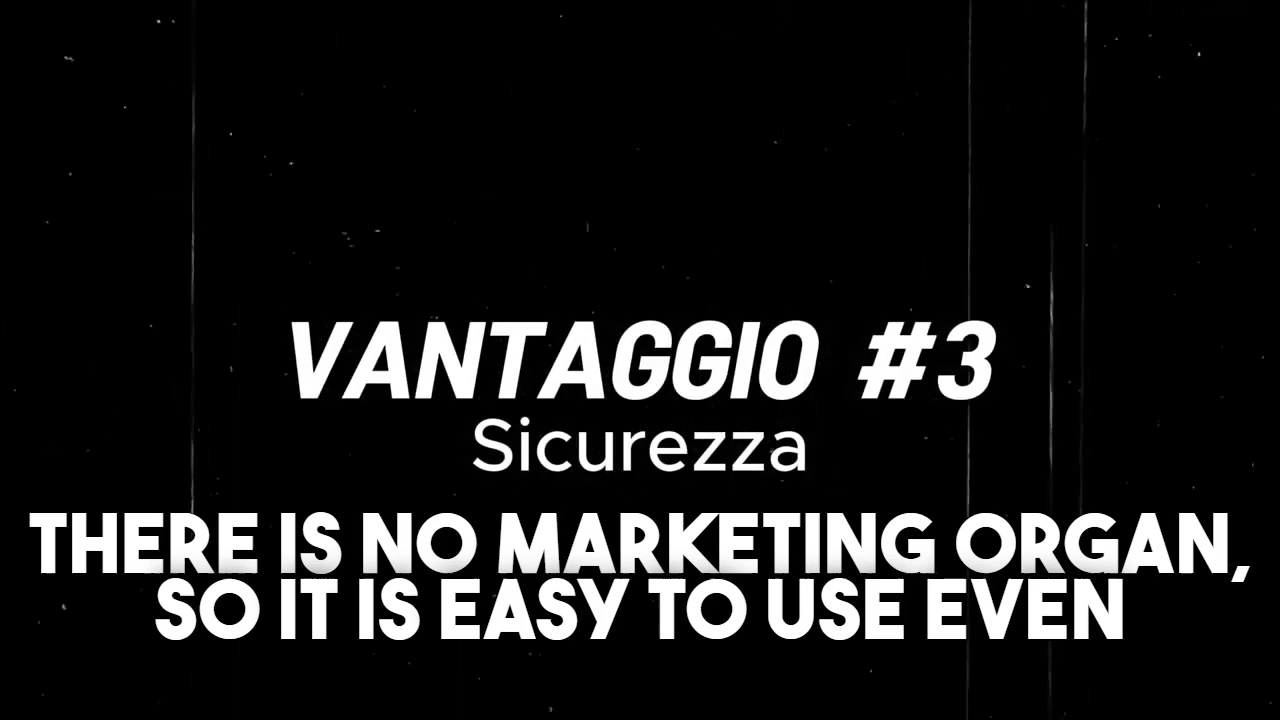 VANTAGGIO #3
Sicurezza
THERE IS NO MARKETING ORGAN,
SO IT IS EASY TO USE EVEN